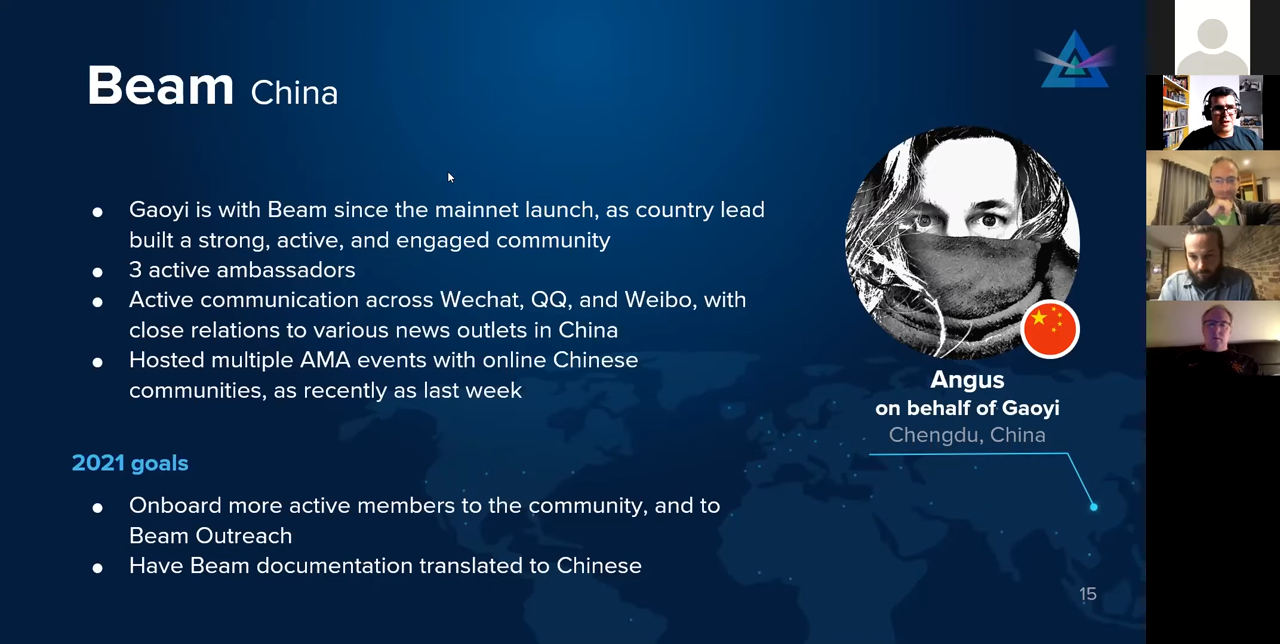 Beam China
● Gaoyi is with Beam since the mainnet launch, as country lead
built a strong, active, and engaged community
● 3 active ambassadors
● Active communication across Wechat, QQ, and Weibo, with
close relations to various news outlets in China
● Hosted multiple AMA events with online Chinese
communities, as recently as last week
Angus
on behalf of Gaoyi
Chengdu, China
2021 goals
● Onboard more active members to the community, and to
Beam Outreach
● Have Beam documentation translated to Chinese
15